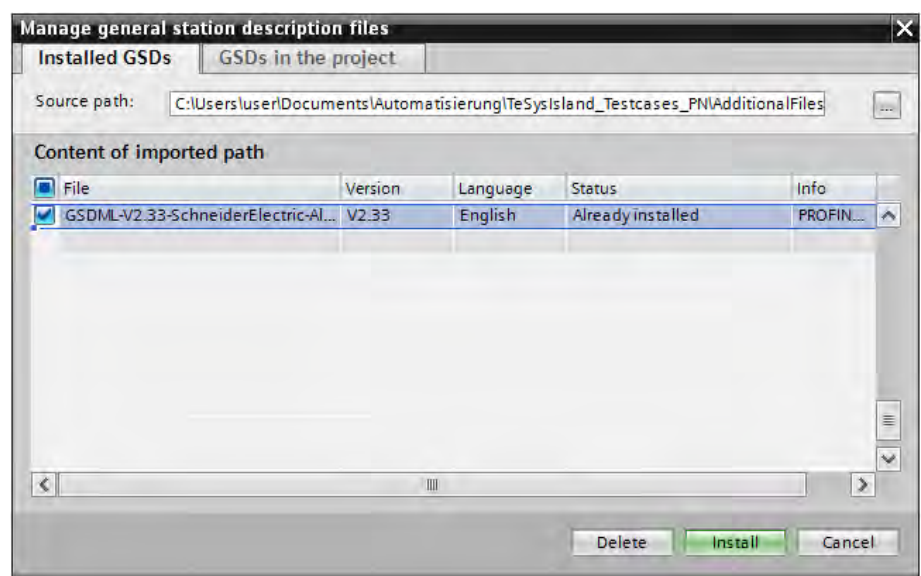 Manage general station description files
Installed GSDs GSDs in the project
Source path: C:\Users\user\Documents\Automatisierung\TeSysIsland_Testcases_PN\AdditionalFiles ...
Content of imported path
File Version Language Status Info
GSDML-V2.33-SchneiderElectric-Al... V2.33 English Already installed PROFIN...
Delete Install Cancel